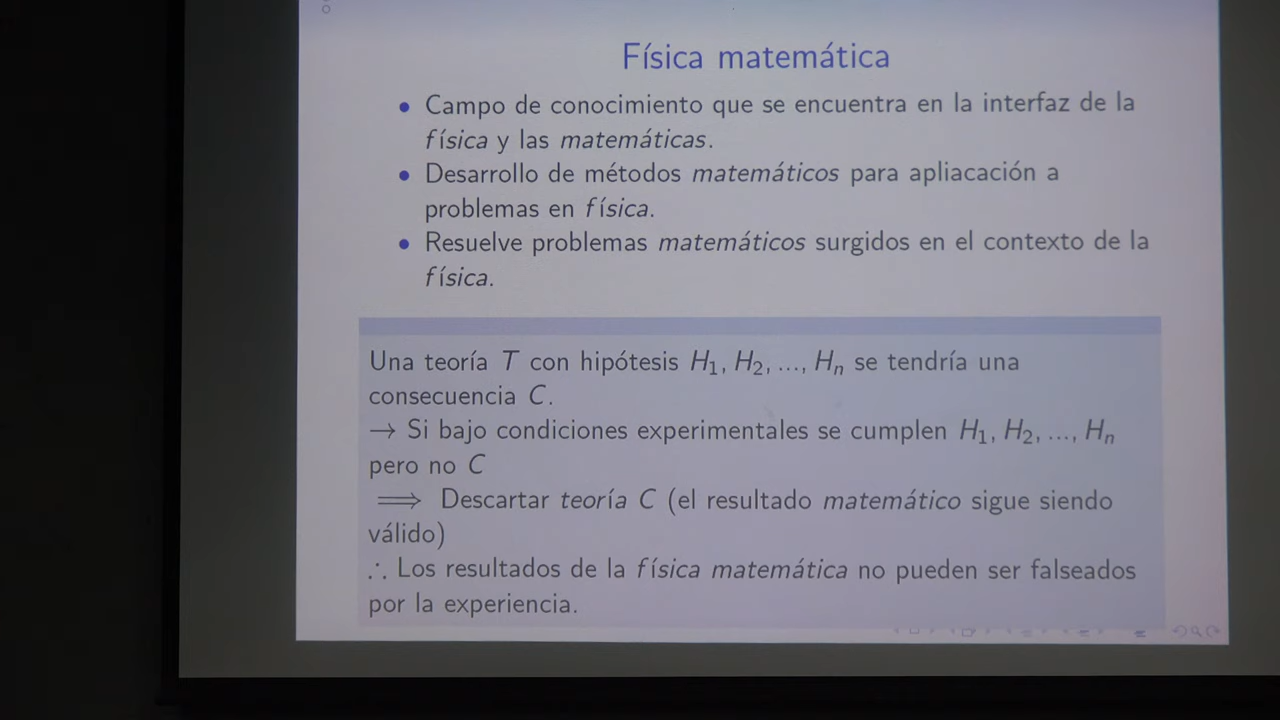 Física matemática
• Campo de conocimiento que se encuentra en la interfaz de la
física y las matemáticas.
• Desarrollo de métodos matemáticos para apliacación a
problemas en física.
• Resuelve problemas matemáticos surgidos en el contexto de la
física.
Una teoría T con hipótesis H₁, H₂, ..., Hₙ se tendría una
consecuencia C.
→ Si bajo condiciones experimentales se cumplen H₁, H₂, ..., Hₙ
pero no C
⟹ Descartar teoría C (el resultado matemático sigue siendo
válido)
∴ Los resultados de la física matemática no pueden ser falseados
por la experiencia.